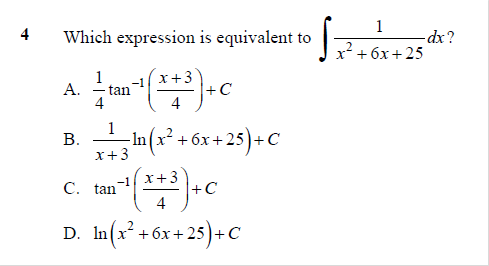 4 Which expression is equivalent to ∫ 1/(x² + 6x + 25) dx ?
A. 1/4 tan⁻¹((x+3)/4) + C
B. 1/(x+3) ln(x² + 6x + 25) + C
C. tan⁻¹((x+3)/4) + C
D. ln(x² + 6x + 25) + C